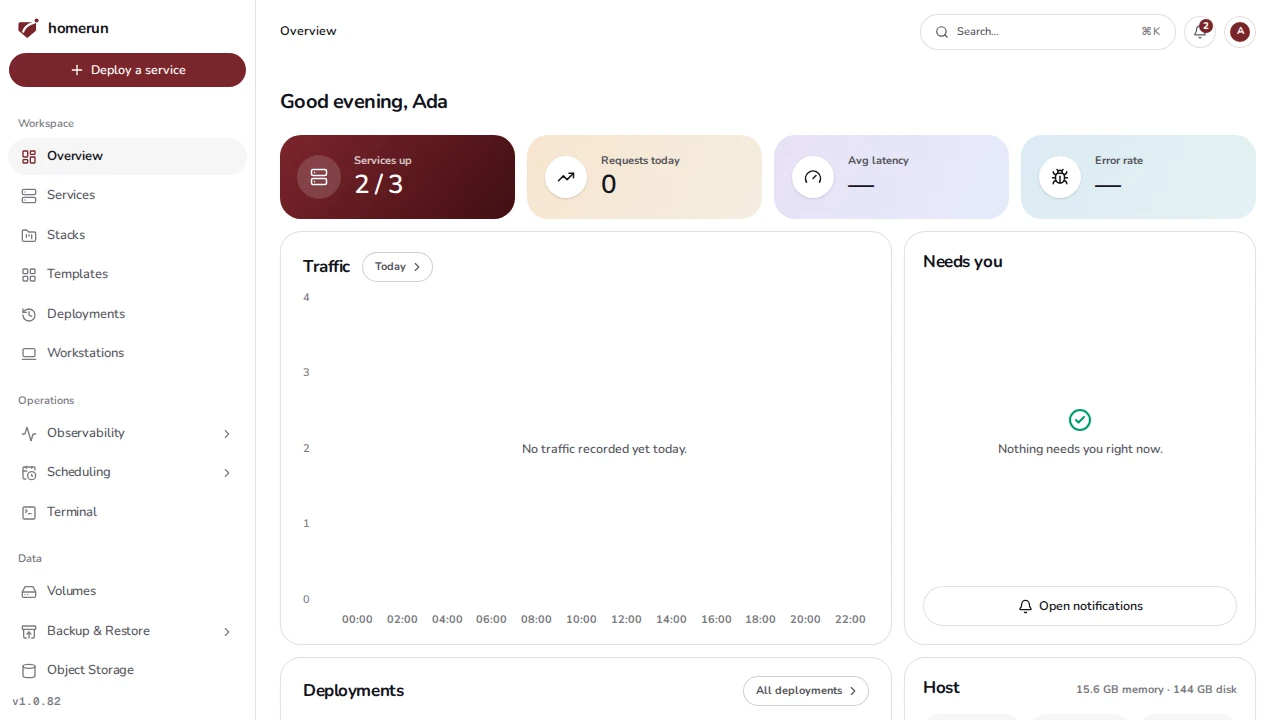 homerun
Deploy a service
Workspace
Overview
Services
Stacks
Templates
Deployments
Workstations
Operations
Observability
Scheduling
Terminal
Data
Volumes
Backup & Restore
Object Storage
v1.0.82
Overview
Search...
⌘K
2
A
Good evening, Ada
Services up
2 / 3
Requests today
0
Avg latency
—
Error rate
—
Traffic
Today
4
3
2
1
0
No traffic recorded yet today.
00:00 02:00 04:00 06:00 08:00 10:00 12:00 14:00 16:00 18:00 20:00 22:00
Needs you
Nothing needs you right now.
Open notifications
Deployments
All deployments
Host
15.6 GB memory · 144 GB disk